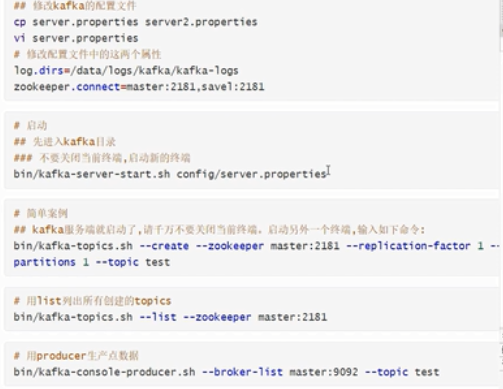 ## 修改kafka的配置文件
cp server.properties server2.properties
vi server.properties
# 修改配置文件中的这两个属性
log.dirs=/data/logs/kafka/kafka-logs
zookeeper.connect=master:2181,savel:2181
# 启动
## 先进入kafka目录
### 不要关闭当前终端,启动新的终端
bin/kafka-server-start.sh config/server.properties
# 简单案例
## kafka服务端就启动了,请千万不要关闭当前终端，启动另外一个终端,输入如下命令:
bin/kafka-topics.sh --create --zookeeper master:2181 --replication-factor 1 --
partitions 1 --topic test
# 用list列出所有创建的topics
bin/kafka-topics.sh --list --zookeeper master:2181
# 用producer生产点数据
bin/kafka-console-producer.sh --broker-list master:9092 --topic test